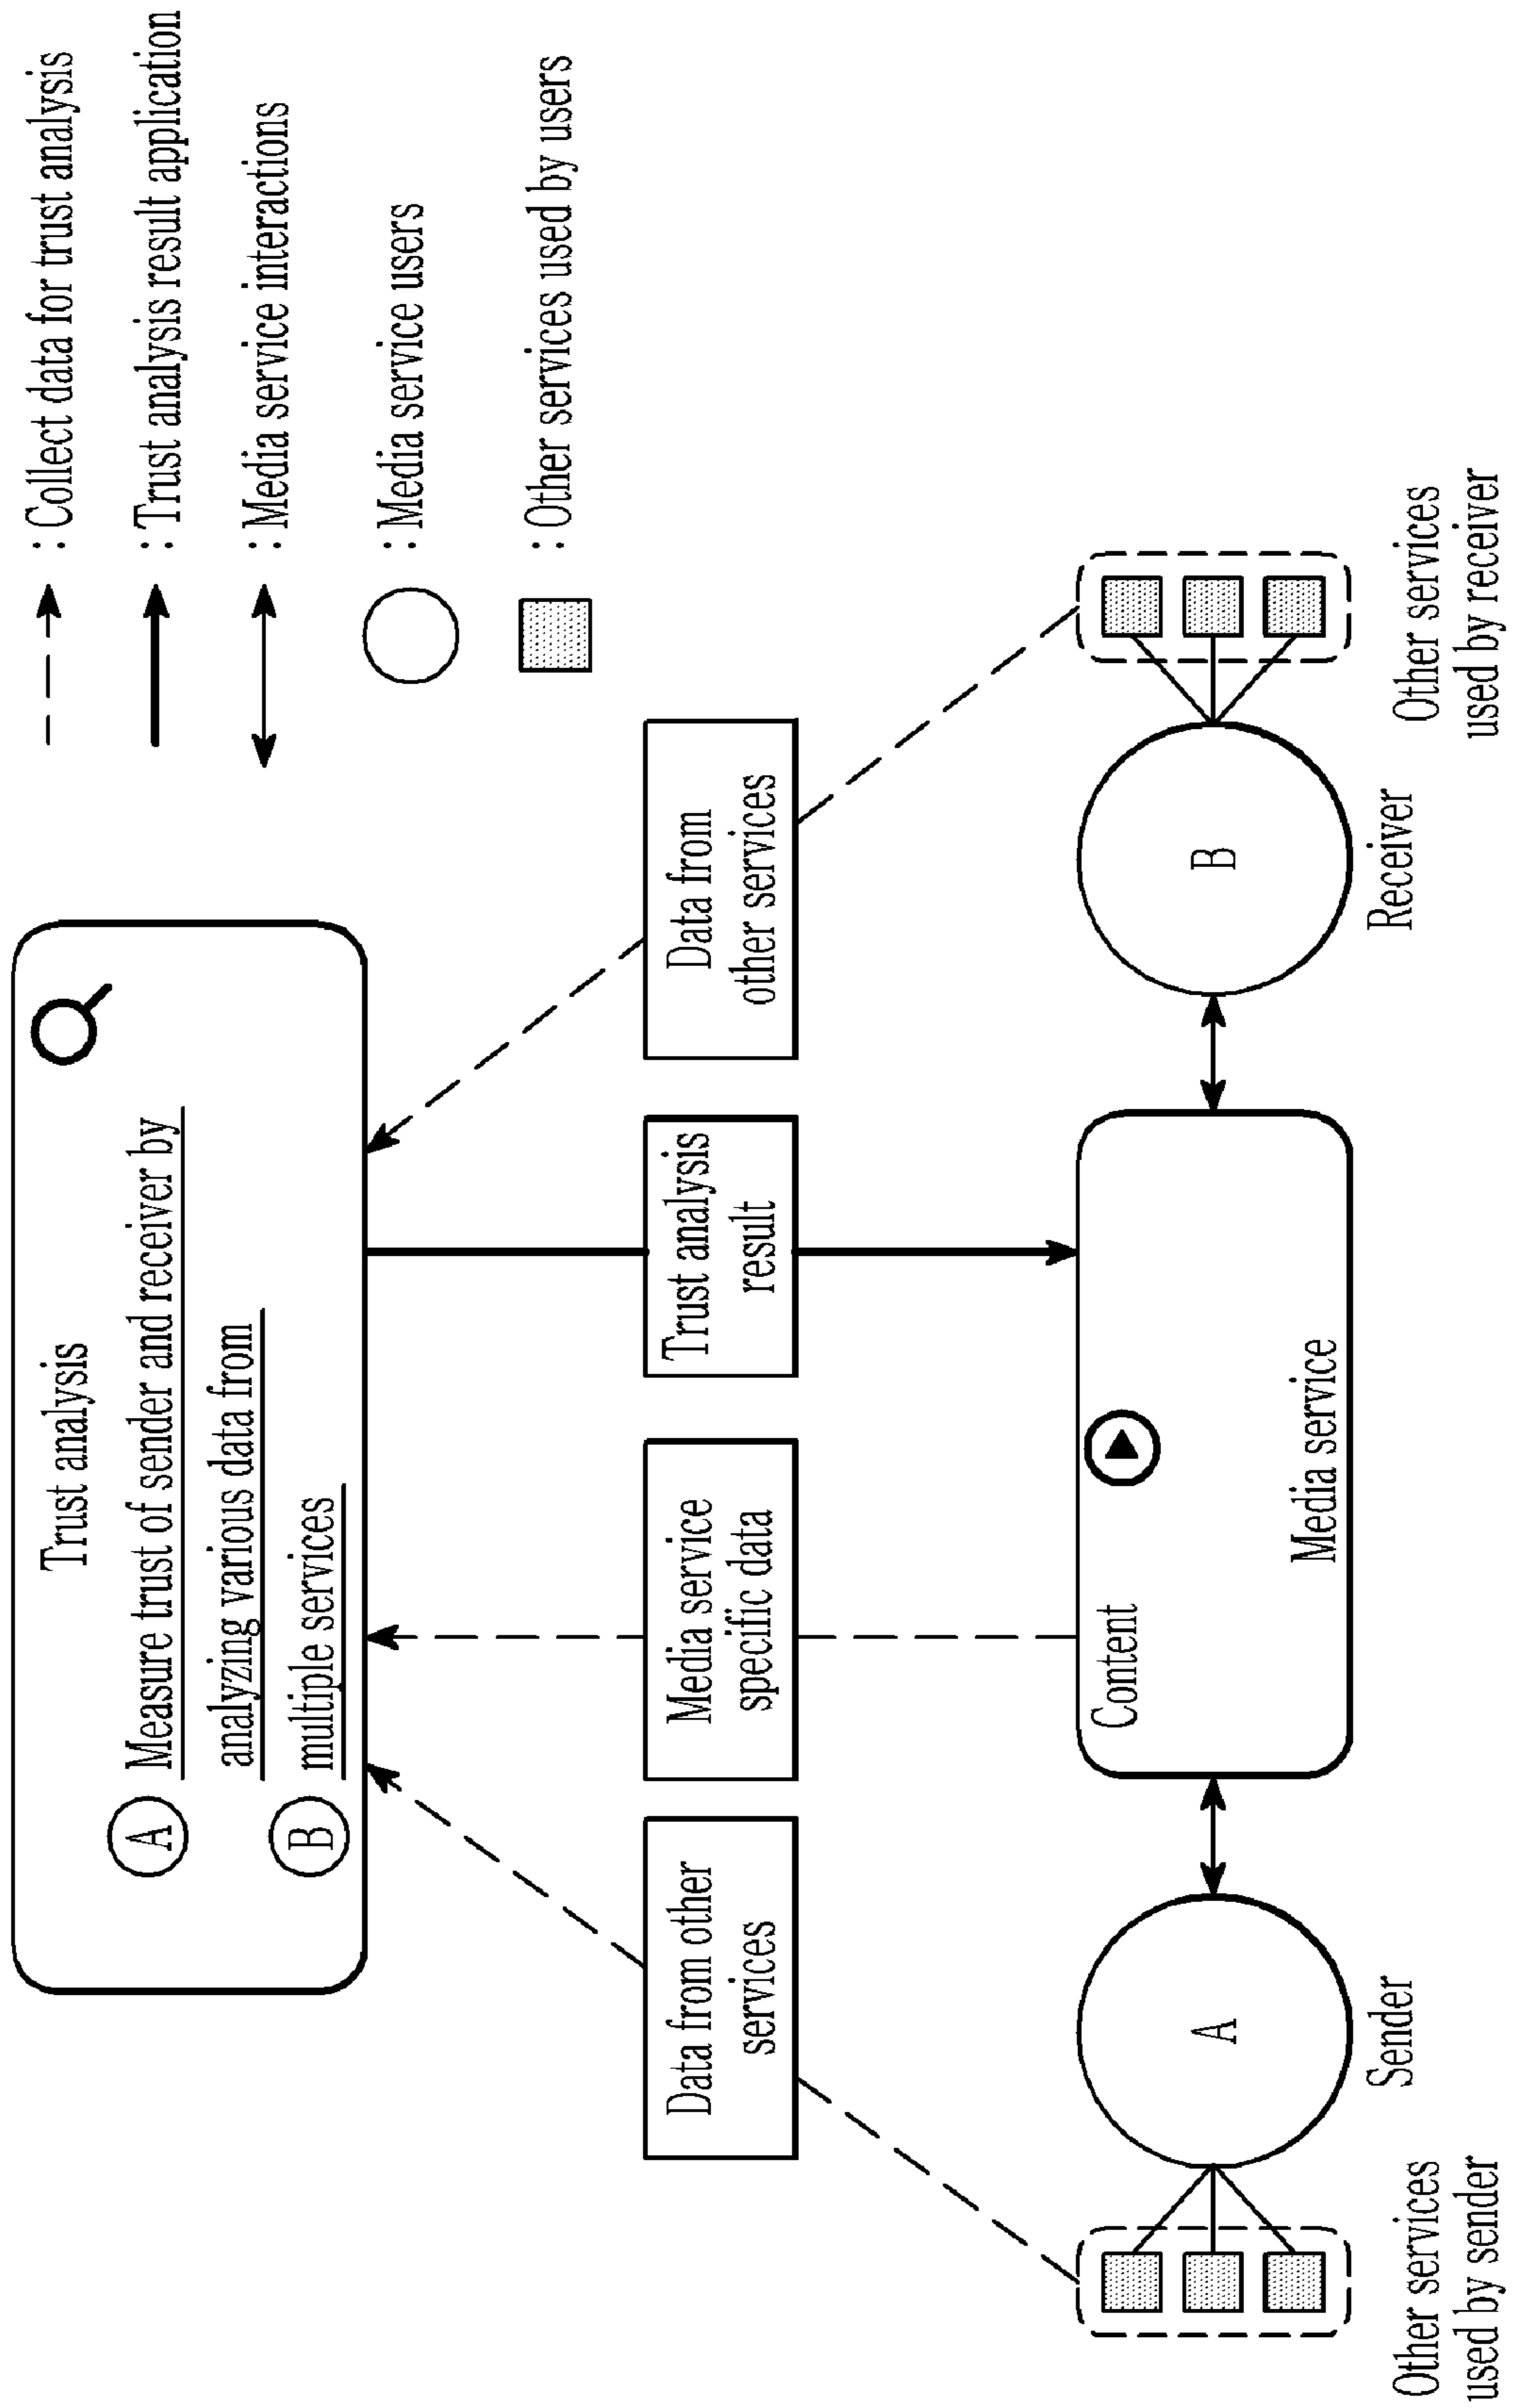 : Collect data for trust analysis
: Trust analysis result application
: Media service interactions
: Media service users
: Other services used by users
Trust analysis
A
Measure trust of sender and receiver by
analyzing various data from
B
multiple services
Data from other
services
Media service
specific data
Trust analysis
result
Data from
other services
Content
Media service
A
B
Sender
Receiver
Other services
used by sender
Other services
used by receiver